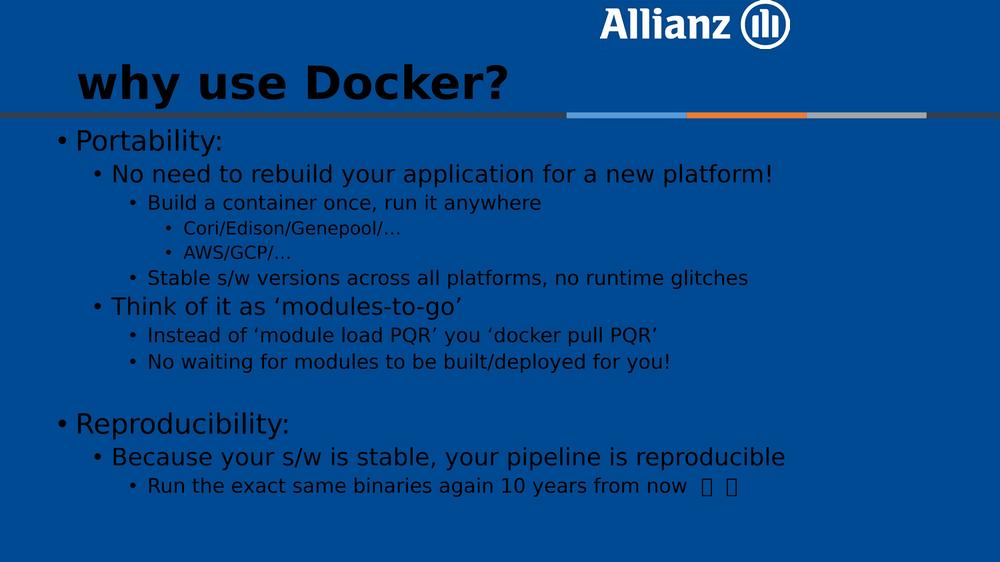 Allianz
why use Docker?
• Portability:
• No need to rebuild your application for a new platform!
• Build a container once, run it anywhere
• Cori/Edison/Genepool/…
• AWS/GCP/…
• Stable s/w versions across all platforms, no runtime glitches
• Think of it as ‘modules-to-go’
• Instead of ‘module load PQR’ you ‘docker pull PQR’
• No waiting for modules to be built/deployed for you!
• Reproducibility:
• Because your s/w is stable, your pipeline is reproducible
• Run the exact same binaries again 10 years from now